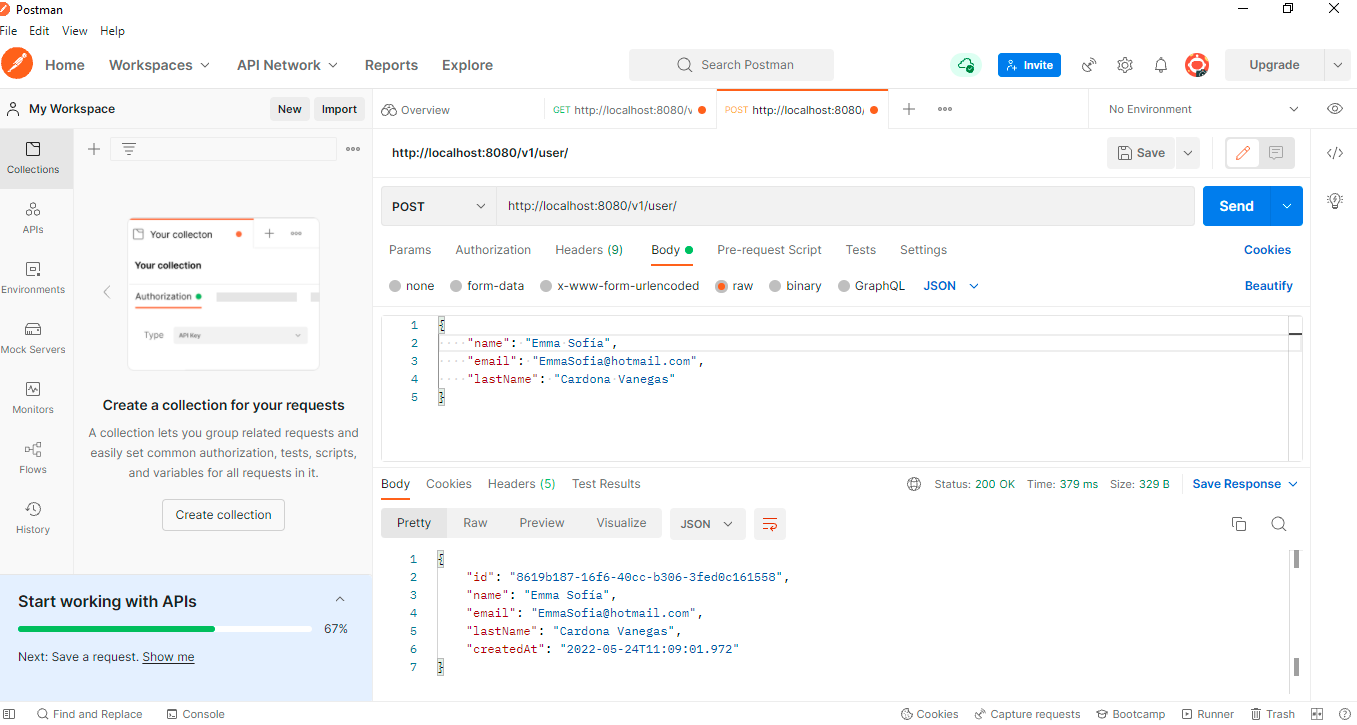 Postman
File Edit View Help
Home Workspaces API Network Reports Explore Search Postman Invite Upgrade
My Workspace New Import Overview GET http://localhost:8080/v POST http://localhost:8080/ No Environment
Collections
APIs
Environments
Mock Servers
Monitors
Flows
History
Your collecton
Your collection
Authorization
Type API Key
Create a collection for your requests
A collection lets you group related requests and
easily set common authorization, tests, scripts,
and variables for all requests in it.
Create collection
Start working with APIs
67%
Next: Save a request. Show me
http://localhost:8080/v1/user/ Save
POST http://localhost:8080/v1/user/ Send
Params Authorization Headers (9) Body Pre-request Script Tests Settings Cookies
none form-data x-www-form-urlencoded raw binary GraphQL JSON Beautify
1 {
2 "name": "Emma Sofía",
3 "email": "EmmaSofia@hotmail.com",
4 "lastName": "Cardona Vanegas"
5 }
Body Cookies Headers (5) Test Results Status: 200 OK Time: 379 ms Size: 329 B Save Response
Pretty Raw Preview Visualize JSON
1 {
2 "id": "8619b187-16f6-40cc-b306-3fed0c161558",
3 "name": "Emma Sofía",
4 "email": "EmmaSofia@hotmail.com",
5 "lastName": "Cardona Vanegas",
6 "createdAt": "2022-05-24T11:09:01.972"
7 }
Find and Replace Console Cookies Capture requests Bootcamp Runner Trash